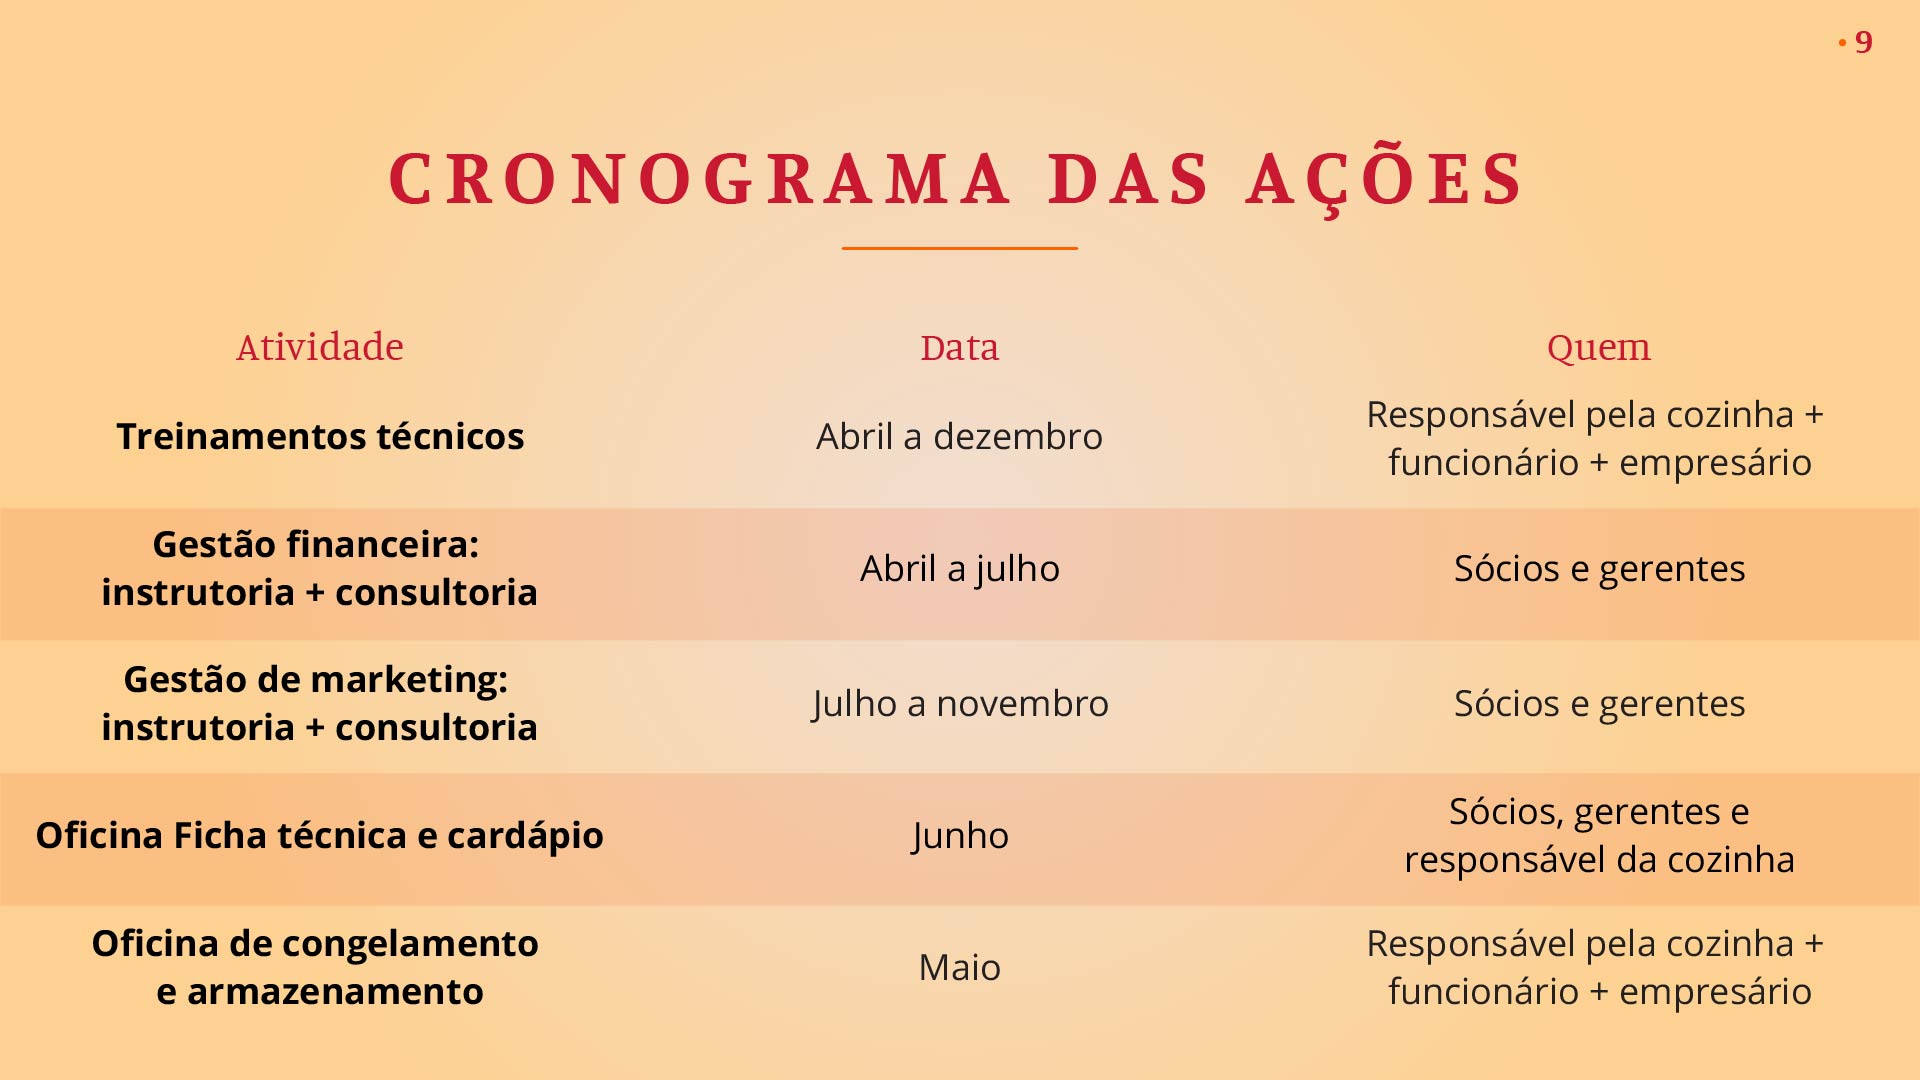 • 9
CRONOGRAMA DAS AÇÕES
Atividade Data Quem
Treinamentos técnicos Abril a dezembro Responsável pela cozinha +
funcionário + empresário
Gestão financeira:
instrutoria + consultoria Abril a julho Sócios e gerentes
Gestão de marketing:
instrutoria + consultoria Julho a novembro Sócios e gerentes
Oficina Ficha técnica e cardápio Junho Sócios, gerentes e
responsável da cozinha
Oficina de congelamento
e armazenamento Maio Responsável pela cozinha +
funcionário + empresário